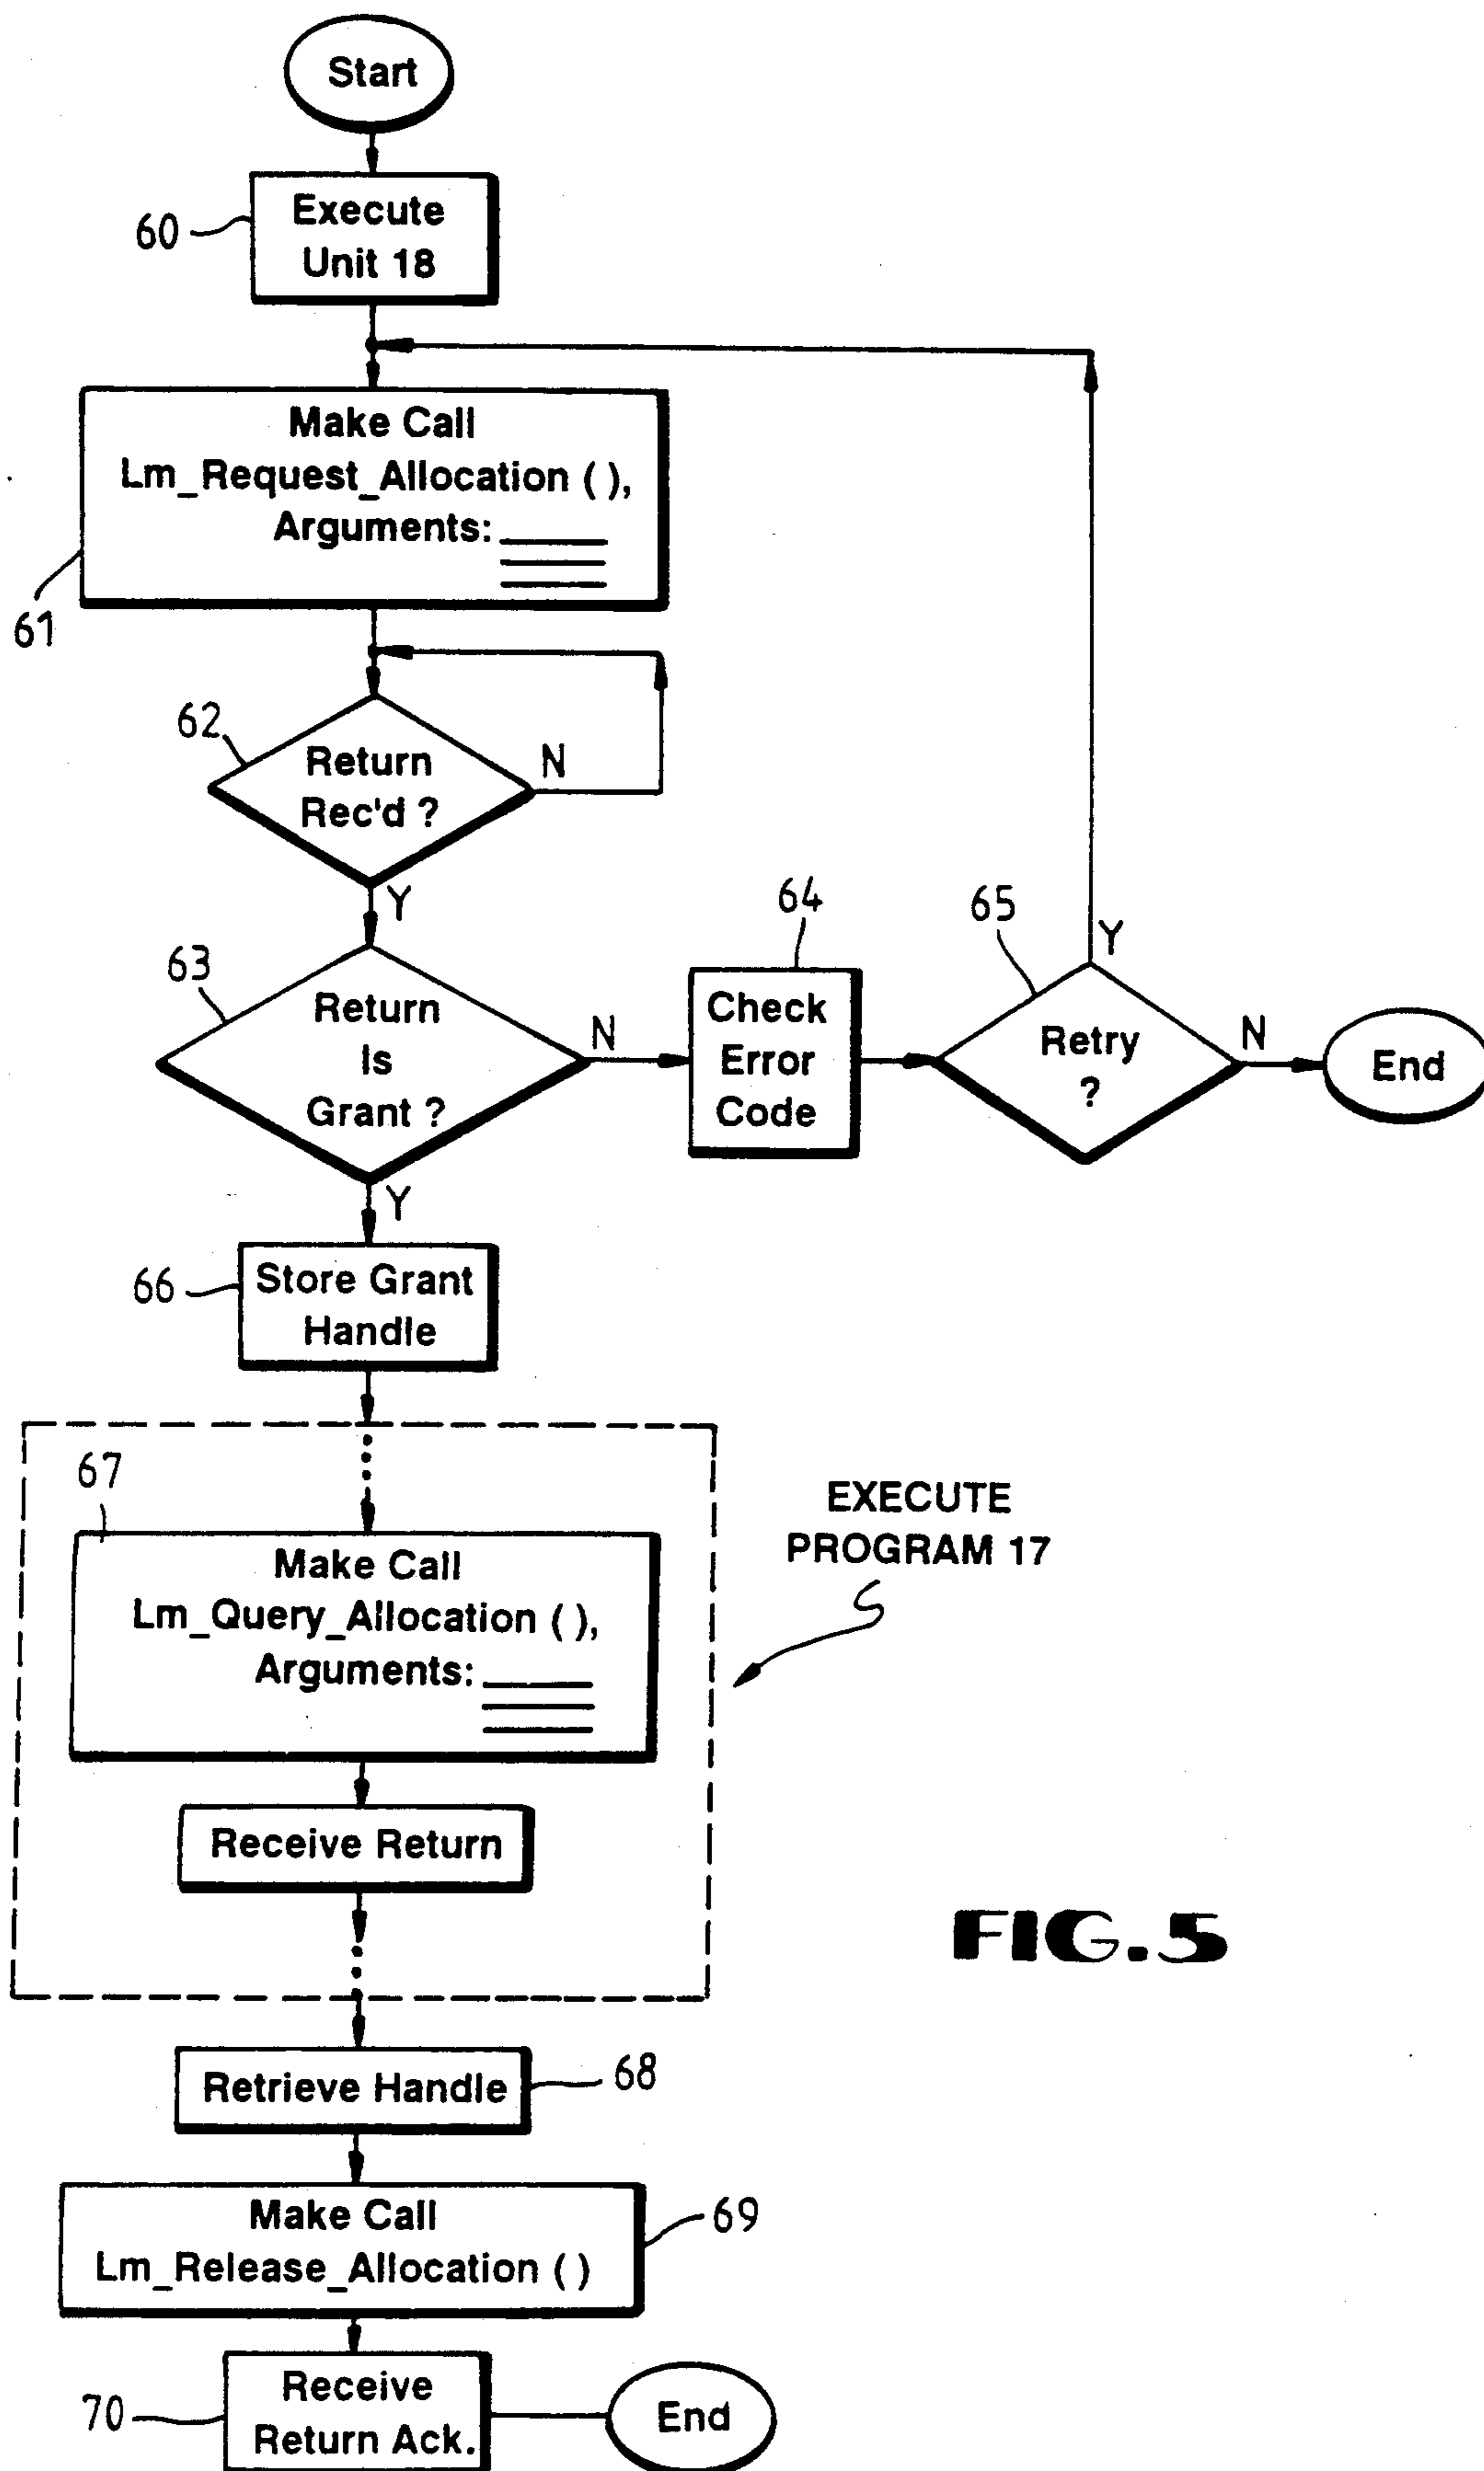 Start
60
Execute
Unit 18
Make Call
Lm_Request_Allocation ( ),
Arguments:
61
62
Return
Rec'd ?
N
Y
63
Return
Is
Grant ?
N
64
Check
Error
Code
65
Y
Retry
?
N
End
Y
66
Store Grant
Handle
67
Make Call
Lm_Query_Allocation ( ),
Arguments:
EXECUTE
PROGRAM 17
Receive Return
FIG.5
Retrieve Handle
68
Make Call
Lm_Release_Allocation ( )
69
Receive
Return Ack.
70
End